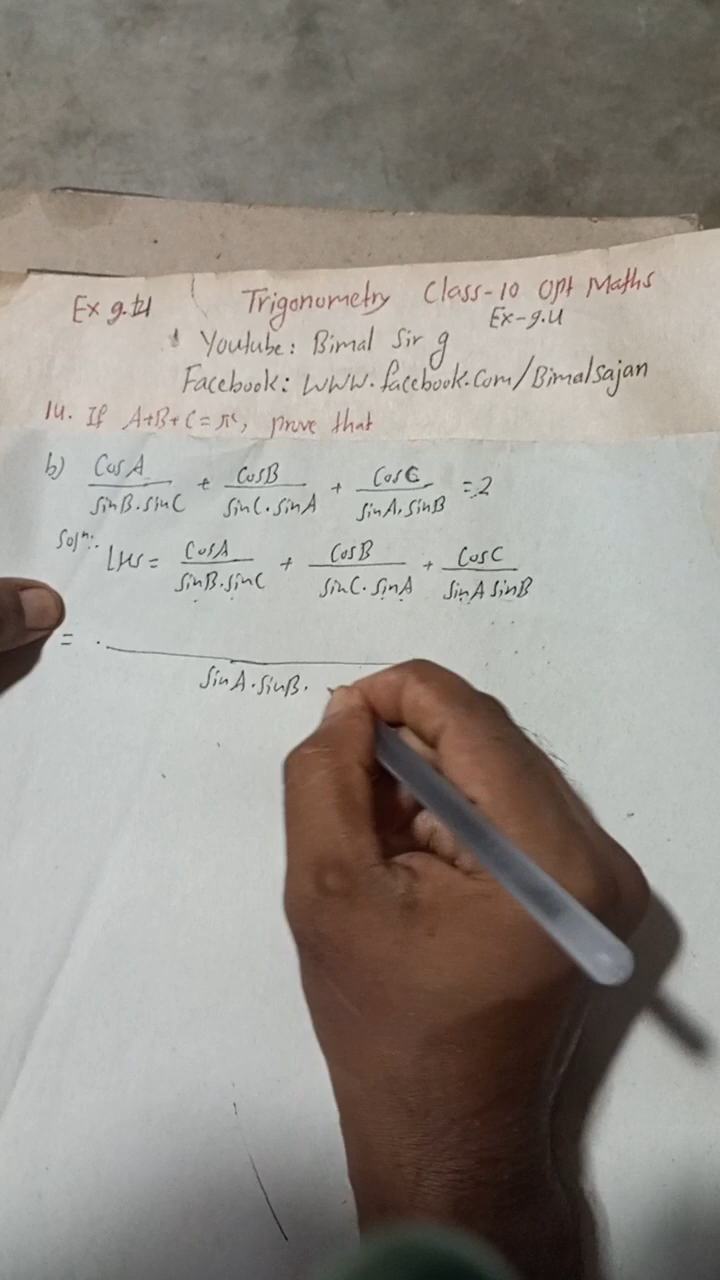 Ex 9.4 Trigonometry Class-10 Opt Maths
Ex-9.4
Youtube: Bimal Sir g
Facebook: WWW.facebook.Com/Bimalsajan
14. If A+B+C=πᶜ, prove that
b) CosA/sinB.sinC + CosB/sinC.sinA + CosC/sinA.sinB = 2
Solⁿ:
LHS = CosA/sinB.sinC + CosB/sinC.sinA + CosC/sinA sinB
= sinA.sinB.